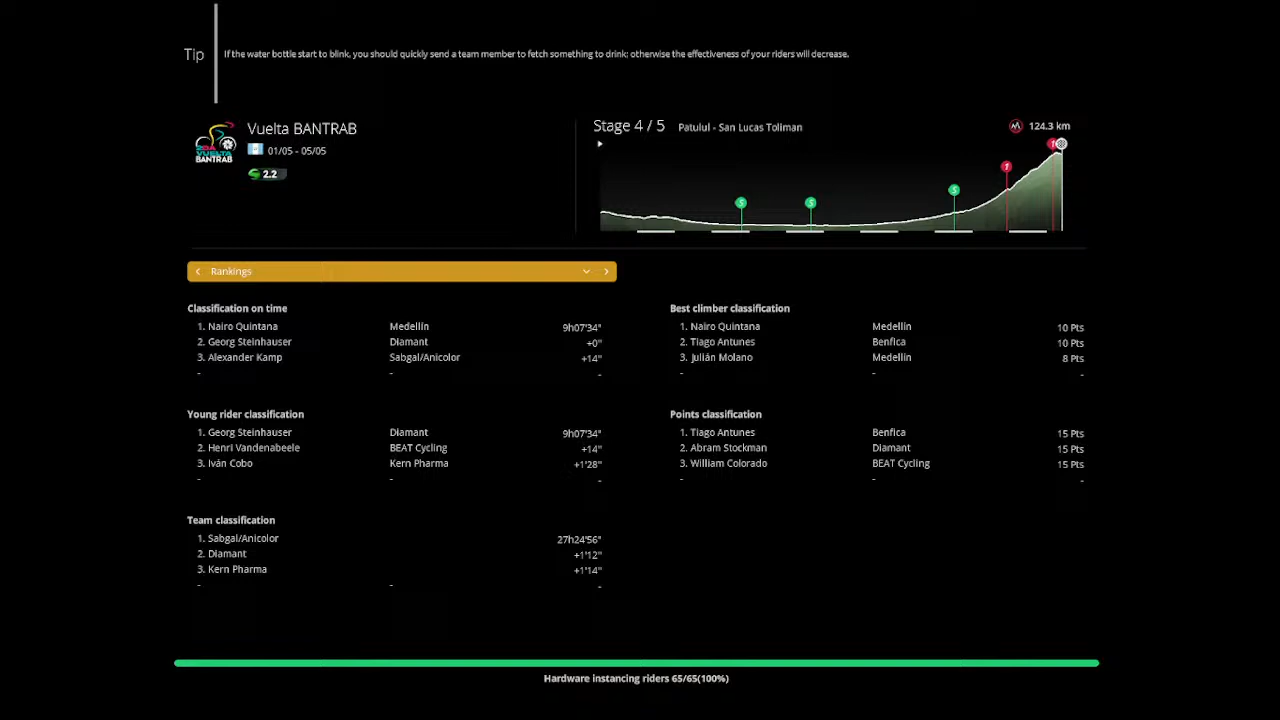 Tip
If the water bottle start to blink, you should quickly send a team member to fetch something to drink; otherwise the effectiveness of your riders will decrease.
VUELTA
BANTRAB
Vuelta BANTRAB
01/05 - 05/05
2.2
Stage 4 / 5 Patulul - San Lucas Toliman 124.3 km
S S S 1 1
Rankings
Classification on time
1. Nairo Quintana Medellín 9h07'34"
2. Georg Steinhauser Diamant +0"
3. Alexander Kamp Sabgal/Anicolor +14"
- - -
Best climber classification
1. Nairo Quintana Medellín 10 Pts
2. Tiago Antunes Benfica 10 Pts
3. Julián Molano Medellín 8 Pts
- - -
Young rider classification
1. Georg Steinhauser Diamant 9h07'34"
2. Henri Vandenabeele BEAT Cycling +14"
3. Iván Cobo Kern Pharma +1'28"
- - -
Points classification
1. Tiago Antunes Benfica 15 Pts
2. Abram Stockman Diamant 15 Pts
3. William Colorado BEAT Cycling 15 Pts
- - -
Team classification
1. Sabgal/Anicolor 27h24'56"
2. Diamant +1'12"
3. Kern Pharma +1'14"
- - -
Hardware instancing riders 65/65(100%)